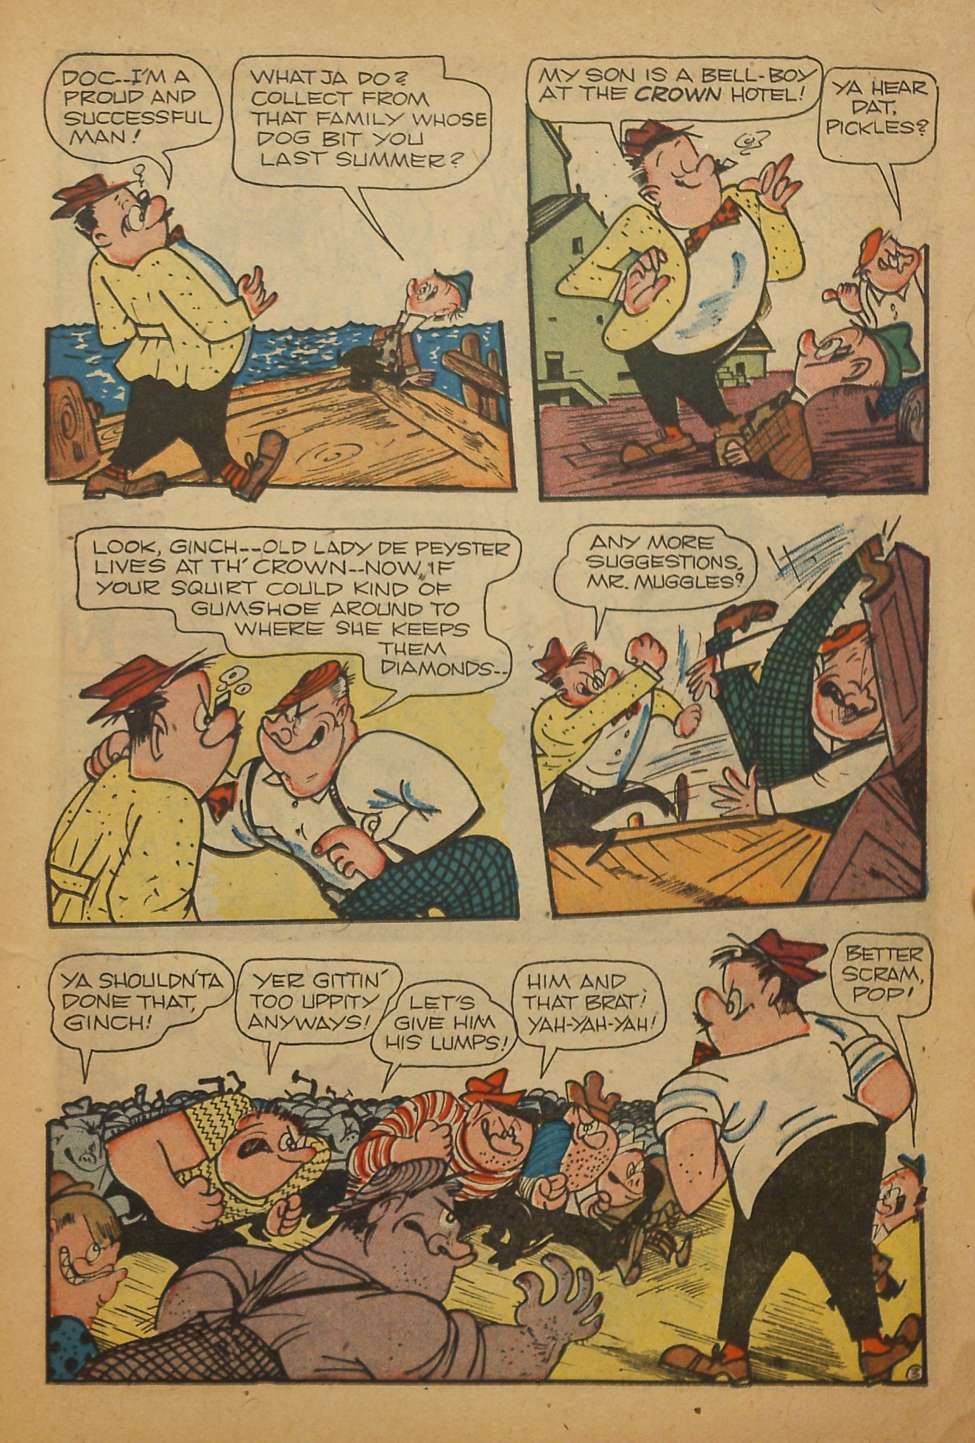 DOC--I'M A
PROUD AND
SUCCESSFUL
MAN!
WHATJA DO?
COLLECT FROM
THAT FAMILY WHOSE
DOG BIT YOU
LAST SUMMER?
MY SON IS A BELL-BOY
AT THE CROWN HOTEL!
YA HEAR
DAT,
PICKLES?
LOOK, GINCH--OLD LADY DE PEYSTER
LIVES AT TH' CROWN--NOW, IF
YOUR SQUIRT COULD KIND OF
GUMSHOE AROUND TO
WHERE SHE KEEPS
THEM
DIAMONDS--
ANY MORE
SUGGESTIONS,
MR. MUGGLES?
YA SHOULDN'TA
DONE THAT,
GINCH!
YER GITTIN'
TOO UPPITY
ANYWAYS!
LET'S
GIVE HIM
HIS LUMPS!
HIM AND
THAT BRAT!
YAH-YAH-YAH!
BETTER
SCRAM,
POP!
3